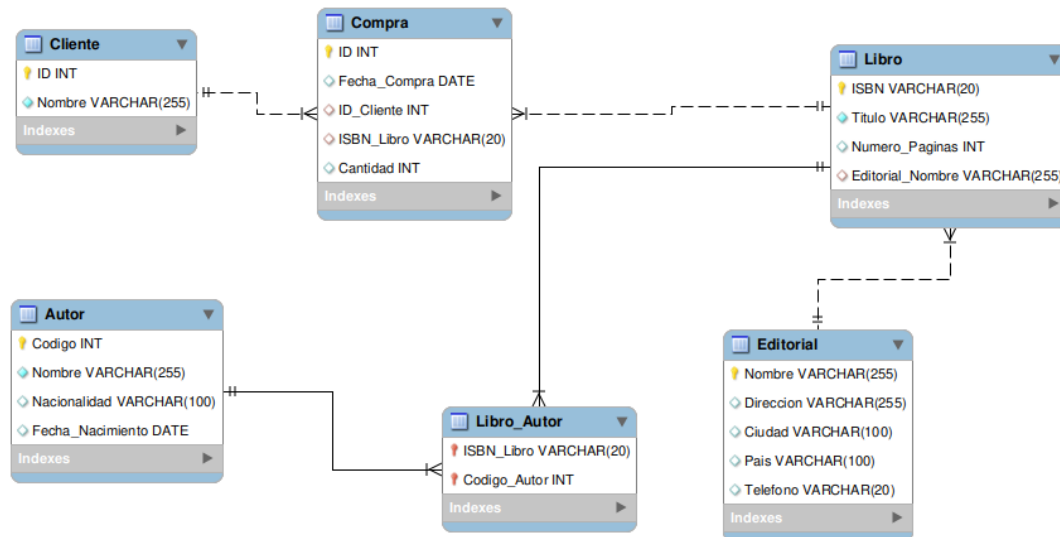 Cliente
ID INT
Nombre VARCHAR(255)
Indexes
Compra
ID INT
Fecha_Compra DATE
ID_Cliente INT
ISBN_Libro VARCHAR(20)
Cantidad INT
Indexes
Libro
ISBN VARCHAR(20)
Titulo VARCHAR(255)
Numero_Paginas INT
Editorial_Nombre VARCHAR(255)
Indexes
Autor
Codigo INT
Nombre VARCHAR(255)
Nacionalidad VARCHAR(100)
Fecha_Nacimiento DATE
Indexes
Libro_Autor
ISBN_Libro VARCHAR(20)
Codigo_Autor INT
Indexes
Editorial
Nombre VARCHAR(255)
Direccion VARCHAR(255)
Ciudad VARCHAR(100)
Pais VARCHAR(100)
Telefono VARCHAR(20)
Indexes